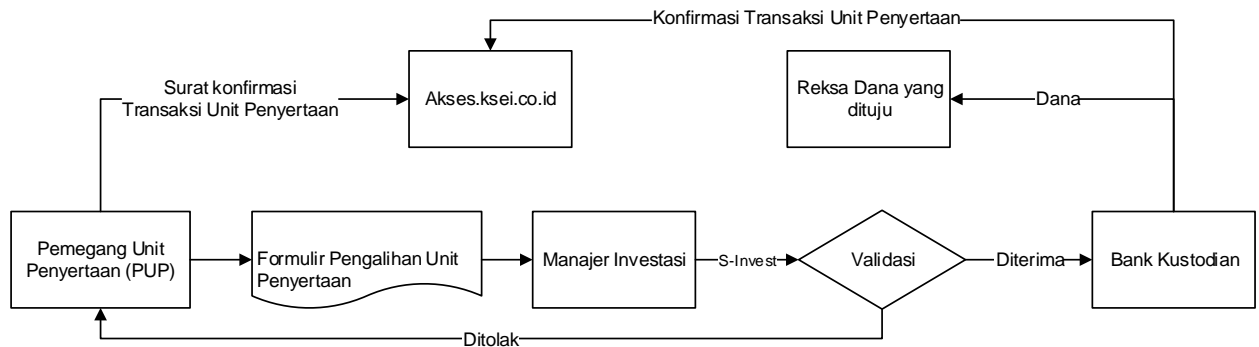 Konfirmasi Transaksi Unit Penyertaan
Surat konfirmasi
Transaksi Unit Penyertaan
Akses.ksei.co.id
Reksa Dana yang
dituju
Dana
Pemegang Unit
Penyertaan (PUP)
Formulir Pengalihan Unit
Penyertaan
Manajer Investasi
S-Invest
Validasi
Diterima
Bank Kustodian
Ditolak